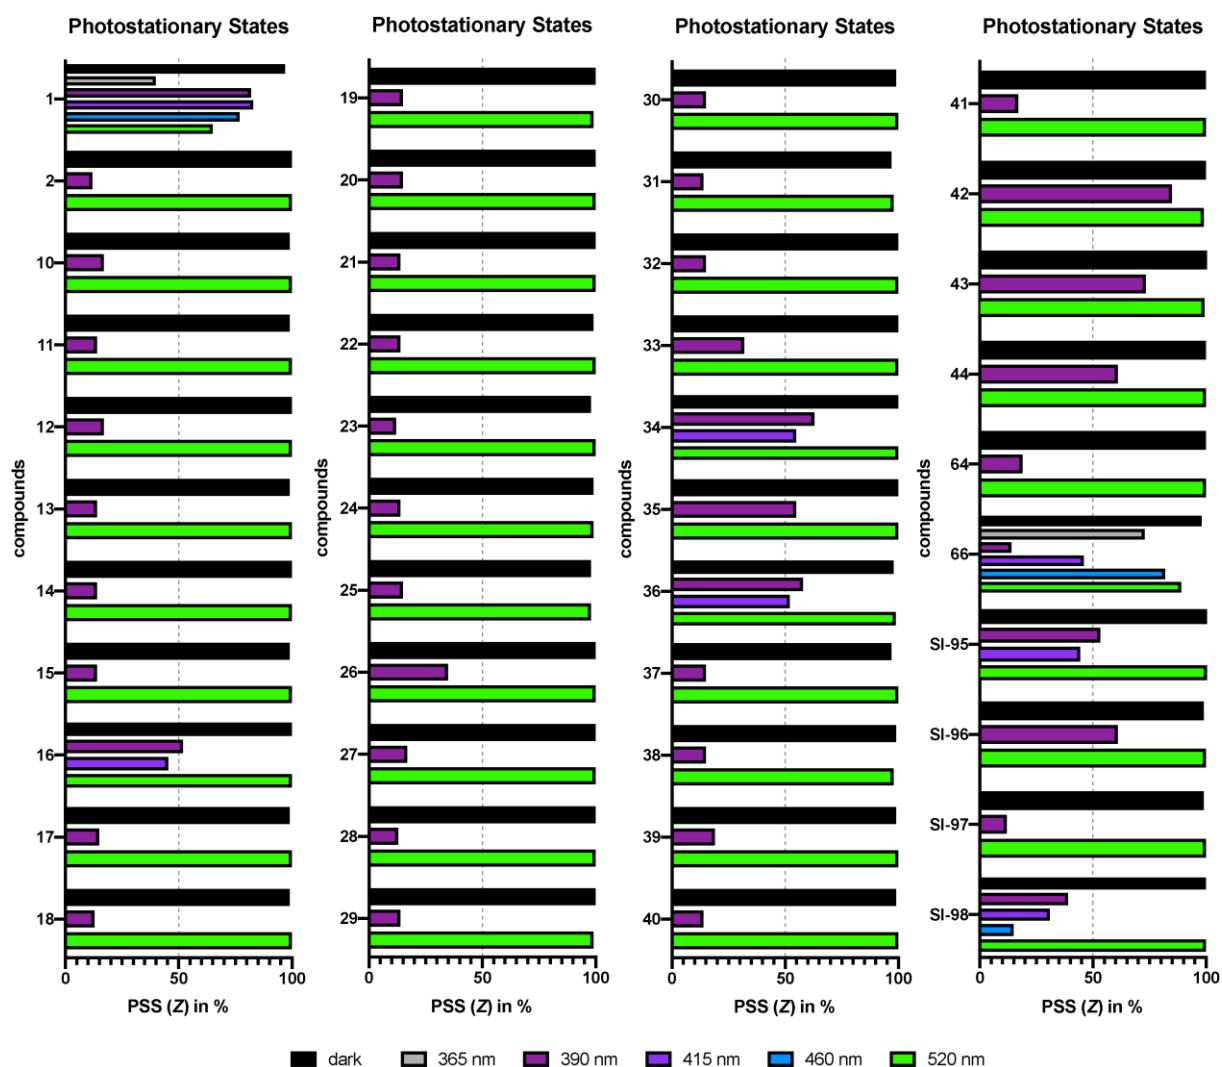 Photostationary States
compounds
1
2
10
11
12
13
14
15
16
17
18
0 50 100
PSS (Z) in %
Photostationary States
compounds
19
20
21
22
23
24
25
26
27
28
29
0 50 100
PSS (Z) in %
Photostationary States
compounds
30
31
32
33
34
35
36
37
38
39
40
0 50 100
PSS (Z) in %
Photostationary States
compounds
41
42
43
44
64
66
SI-95
SI-96
SI-97
SI-98
0 50 100
PSS (Z) in %
dark 365 nm 390 nm 415 nm 460 nm 520 nm